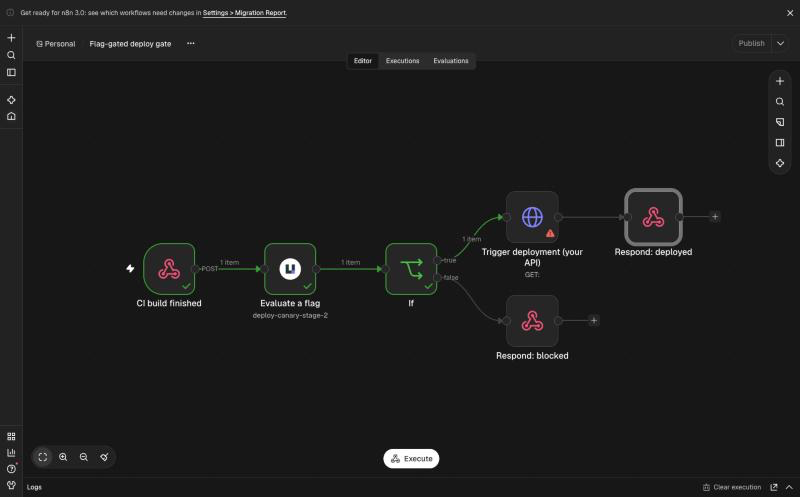 Get ready for n8n 3.0: see which workflows need changes in Settings > Migration Report.
Personal
Flag-gated deploy gate
...
Publish
Editor
Executions
Evaluations
1 item
true
false
Trigger deployment (your
API)
GET:
Respond: deployed
POST
1 item
1 item
CI build finished
Evaluate a flag
deploy-canary-stage-2
If
Respond: blocked
Execute
Logs
Clear execution